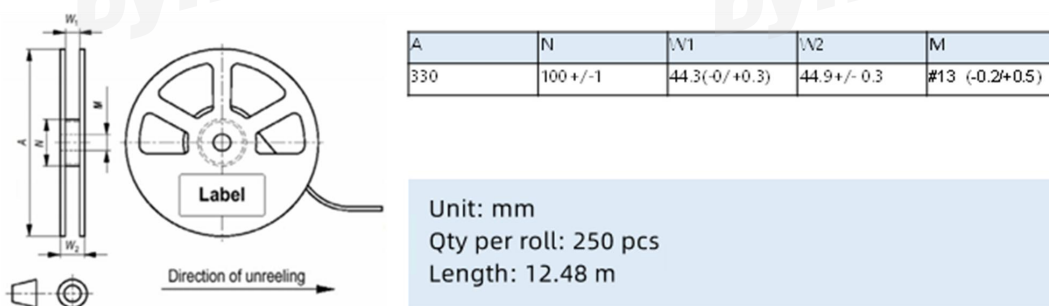 W1
A
N
M
W2
Label
Direction of unreeling
A N W1 W2 M
330 100 +/-1 44.3(-0/+0.3) 44.9+/- 0.3 #13 (-0.2/+0.5)
Unit: mm
Qty per roll: 250 pcs
Length: 12.48 m